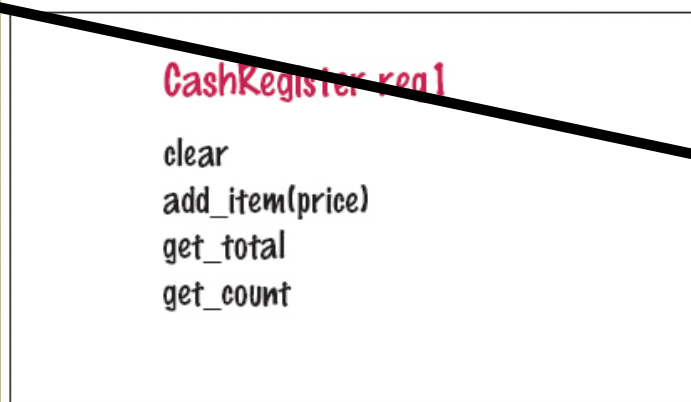 CashRegister reg1
clear
add_item(price)
get_total
get_count